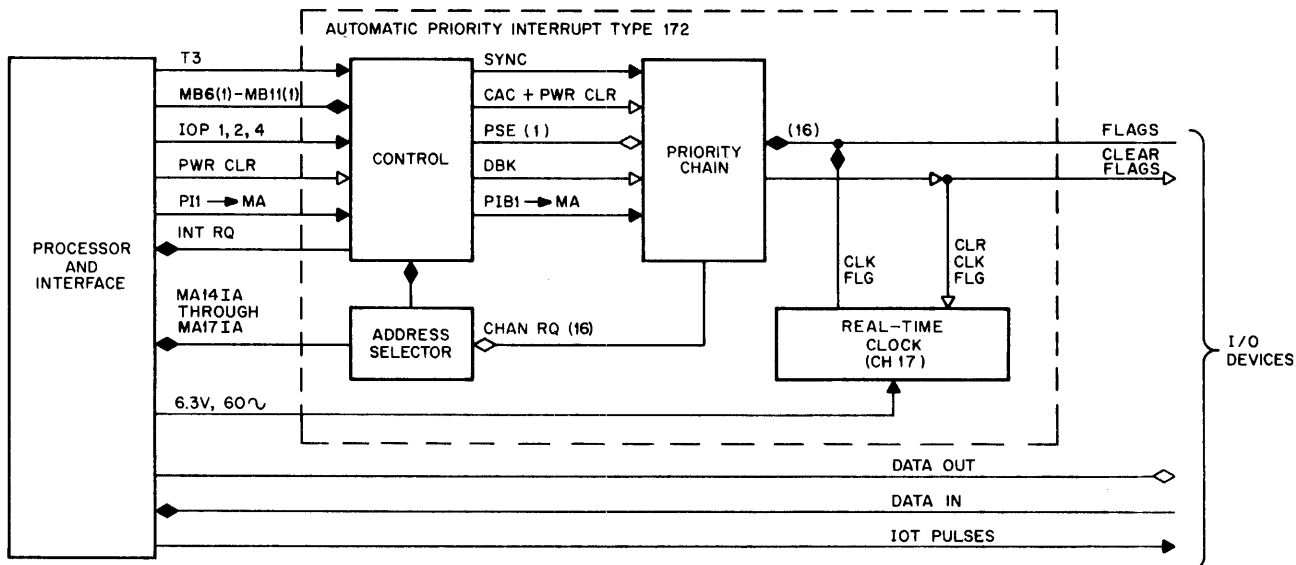 AUTOMATIC PRIORITY INTERRUPT TYPE 172
T3
MB6(1)-MB11(1)
IOP 1, 2, 4
PWR CLR
PI1 → MA
INT RQ
MA14IA
THROUGH
MA17IA
6.3V, 60~
PROCESSOR
AND
INTERFACE
CONTROL
ADDRESS
SELECTOR
SYNC
CAC + PWR CLR
PSE (1)
DBK
PIB1 → MA
CHAN RQ (16)
PRIORITY
CHAIN
(16)
FLAGS
CLEAR
FLAGS
CLK
FLG
CLR
CLK
FLG
REAL-TIME
CLOCK
(CH 17)
I/O
DEVICES
DATA OUT
DATA IN
IOT PULSES